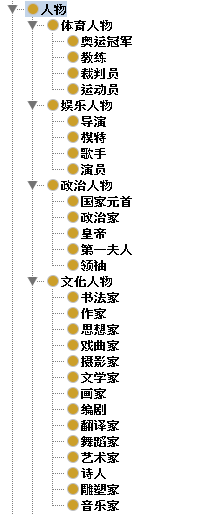 人物
体育人物
奥运冠军
教练
裁判员
运动员
娱乐人物
导演
模特
歌手
演员
政治人物
国家元首
政治家
皇帝
第一夫人
领袖
文化人物
书法家
作家
思想家
戏曲家
摄影家
文学家
画家
编剧
翻译家
舞蹈家
艺术家
诗人
雕塑家
音乐家